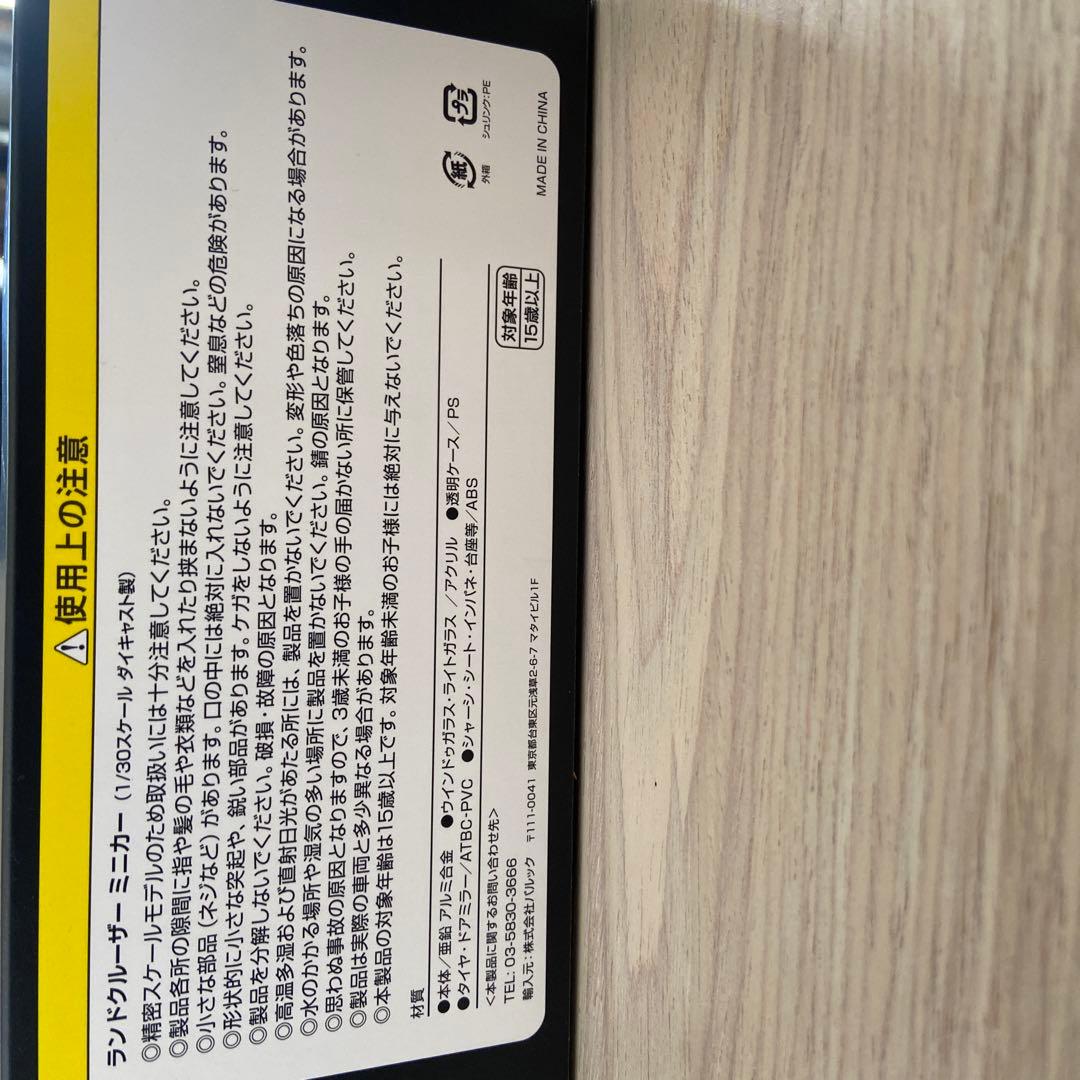 ⚠使用上の注意
ランドクルーザー ミニカー（1/30スケール ダイキャスト製）
◎精密スケールモデルのため取扱いには十分注意してください。
◎製品各所の隙間に指や髪の毛や衣類などを入れたり挟まないように注意してください。
◎小さな部品（ネジなど）があります。口の中には絶対に入れないでください。窒息などの危険があります。
◎形状的に小さな突起や、鋭い部品があります。ケガをしないように注意してください。
◎製品を分解しないでください。破損・故障の原因となります。
◎高温多湿および直射日光があたる所には、製品を置かないでください。変形や色落ちの原因になる場合があります。
◎水のかかる場所や湿気の多い場所に製品を置かないでください。錆の原因となります。
◎思わぬ事故の原因となりますので、3歳未満のお子様の手の届かない所に保管してください。
◎製品は実際の車両と多少異なる場合があります。
◎本製品の対象年齢は15歳以上です。対象年齢未満のお子様には絶対に与えないでください。
材質
●本体／亜鉛 アルミ合金 ●ウインドゥガラス・ライトガラス／アクリル ●透明ケース／PS
●タイヤ・ドアミラー／ATBC-PVC ●シャーシ・シート・インパネ・台座等／ABS
＜本製品に関するお問い合わせ先＞
TEL: 03-5830-3666
輸入元：株式会社バルック 〒111-0041 東京都台東区元浅草2-6-7 マタイビル1F
対象年齢
15歳以上
紙
外箱
プラ
シュリンク：PE
MADE IN CHINA